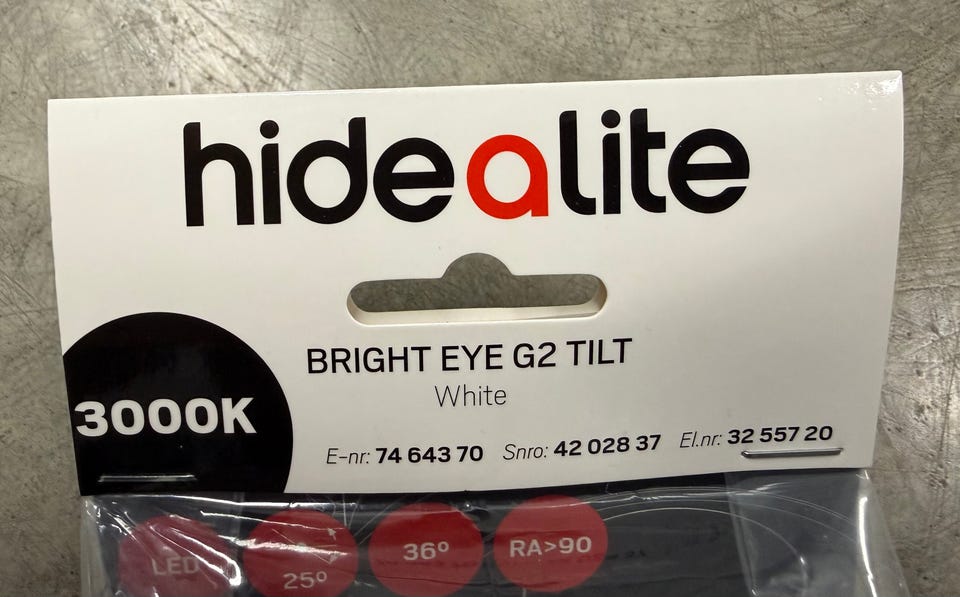 hidealite
BRIGHT EYE G2 TILT
White
3000K
E-nr: 74 643 70 Snro: 42 028 37 El.nr: 32 557 20
LED
25°
36°
RA>90